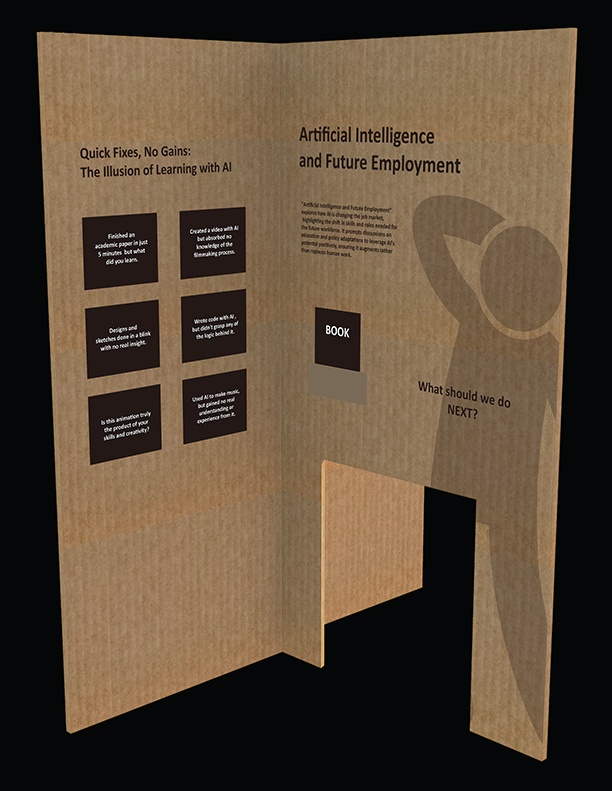 Quick Fixes, No Gains:
The Illusion of Learning with AI
Finished an
academic paper in just
5 minutes but what
did you learn.
Created a video with AI
but absorbed no
knowledge of the
filmmaking process.
Designs and
sketches done in a blink
with no real insight.
Wrote code with AI ,
but didn't grasp any of
the logic behind it.
Is this animation truly
the product of your
skills and creativity?
Used AI to make music,
but gained no real
understanding or
experience from it.
Artificial Intelligence
and Future Employment
"Artificial Intelligence and Future Employment"
explores how AI is changing the job market,
highlighting the shift in skills and roles needed for
the future workforce. It prompts discussions on
education and policy adaptations to leverage AI's
potential positively, ensuring it augments rather
than replaces human work.
BOOK
What should we do
NEXT?